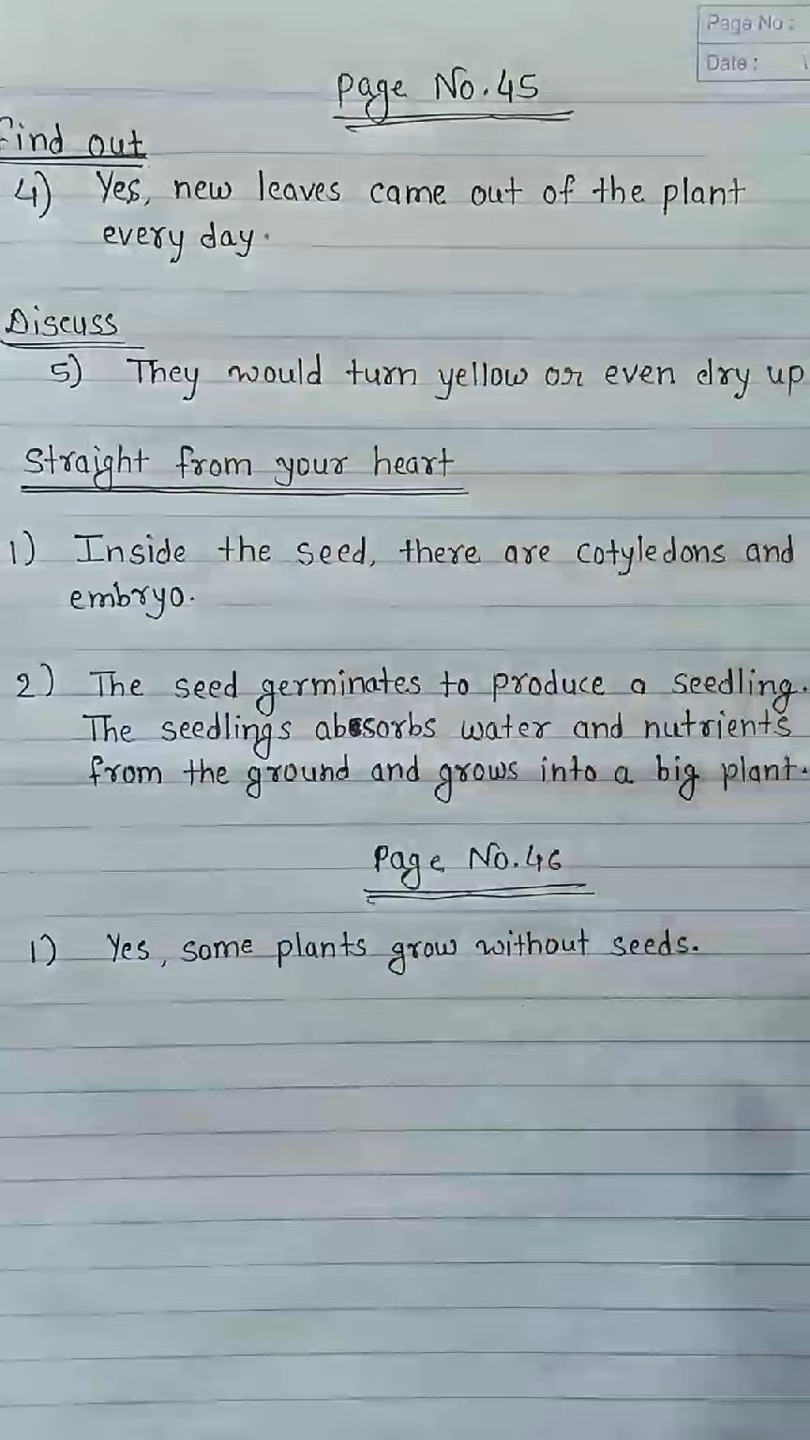 Page No :
Date :
Page No. 45
Find out
4) Yes, new leaves came out of the plant
every day.
Discuss
5) They would turn yellow or even dry up
Straight from your heart
1) Inside the seed, there are cotyledons and
embryo.
2) The seed germinates to produce a seedling.
The seedlings absorbs water and nutrients
from the ground and grows into a big plant.
Page No. 46
1) Yes, some plants grow without seeds.